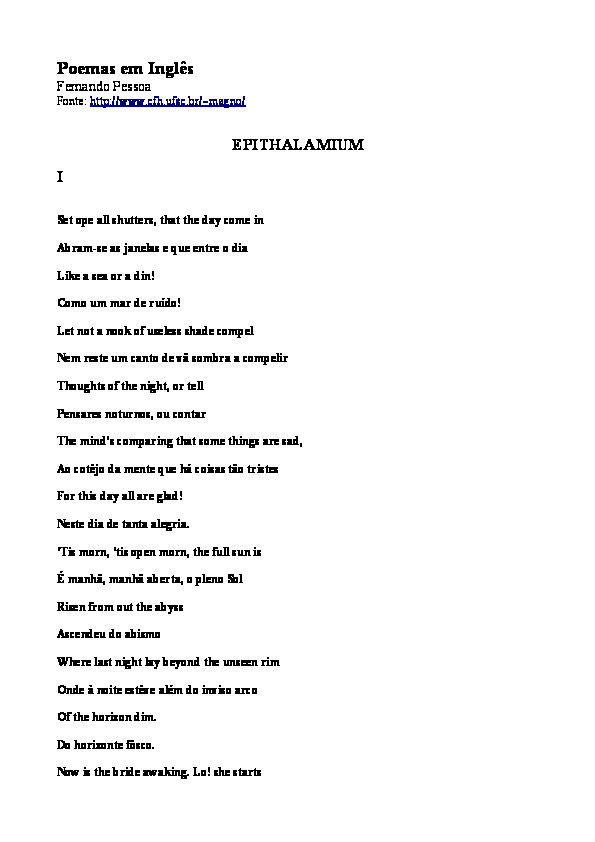 Poemas em Inglês
Fernando Pessoa
Fonte: http://www.cfh.ufsc.br/~magno/
EPITHALAMIUM
I
Set ope all shutters, that the day come in
Abram-se as janelas e que entre o dia
Like a sea or a din!
Como um mar de ruído!
Let not a nook of useless shade compel
Nem reste um canto de vã sombra a compelir
Thoughts of the night, or tell
Pensares noturnos, ou contar
The mind's comparing that some things are sad,
Ao cotêjo da mente que há coisas tão tristes
For this day all are glad!
Neste dia de tanta alegria.
'Tis morn, 'tis open morn, the full sun is
É manhã, manhã aberta, o pleno Sol
Risen from out the abyss
Ascendeu do abismo
Where last night lay beyond the unseen rim
Onde à noite estêve além do inviso arco
Of the horizon dim.
Do horizonte fôsco.
Now is the bride awaking. Lo! she starts